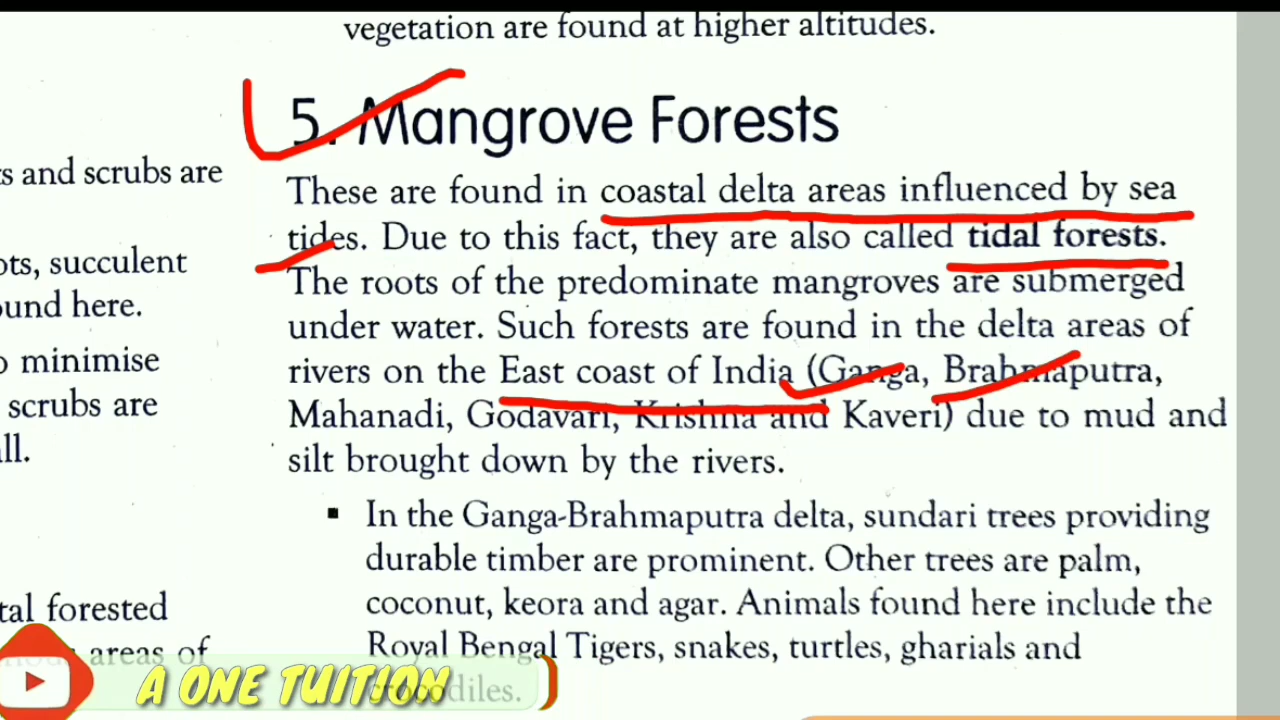 vegetation are found at higher altitudes.
5. Mangrove Forests
These are found in coastal delta areas influenced by sea
tides. Due to this fact, they are also called tidal forests.
The roots of the predominate mangroves are submerged
under water. Such forests are found in the delta areas of
rivers on the East coast of India (Ganga, Brahmaputra,
Mahanadi, Godavari, Krishna and Kaveri) due to mud and
silt brought down by the rivers.
▪ In the Ganga-Brahmaputra delta, sundari trees providing
durable timber are prominent. Other trees are palm,
coconut, keora and agar. Animals found here include the
Royal Bengal Tigers, snakes, turtles, gharials and
crocodiles.
and scrubs are
succulent
found here.
minimise
scrubs are
forested
areas of
A ONE TUITION